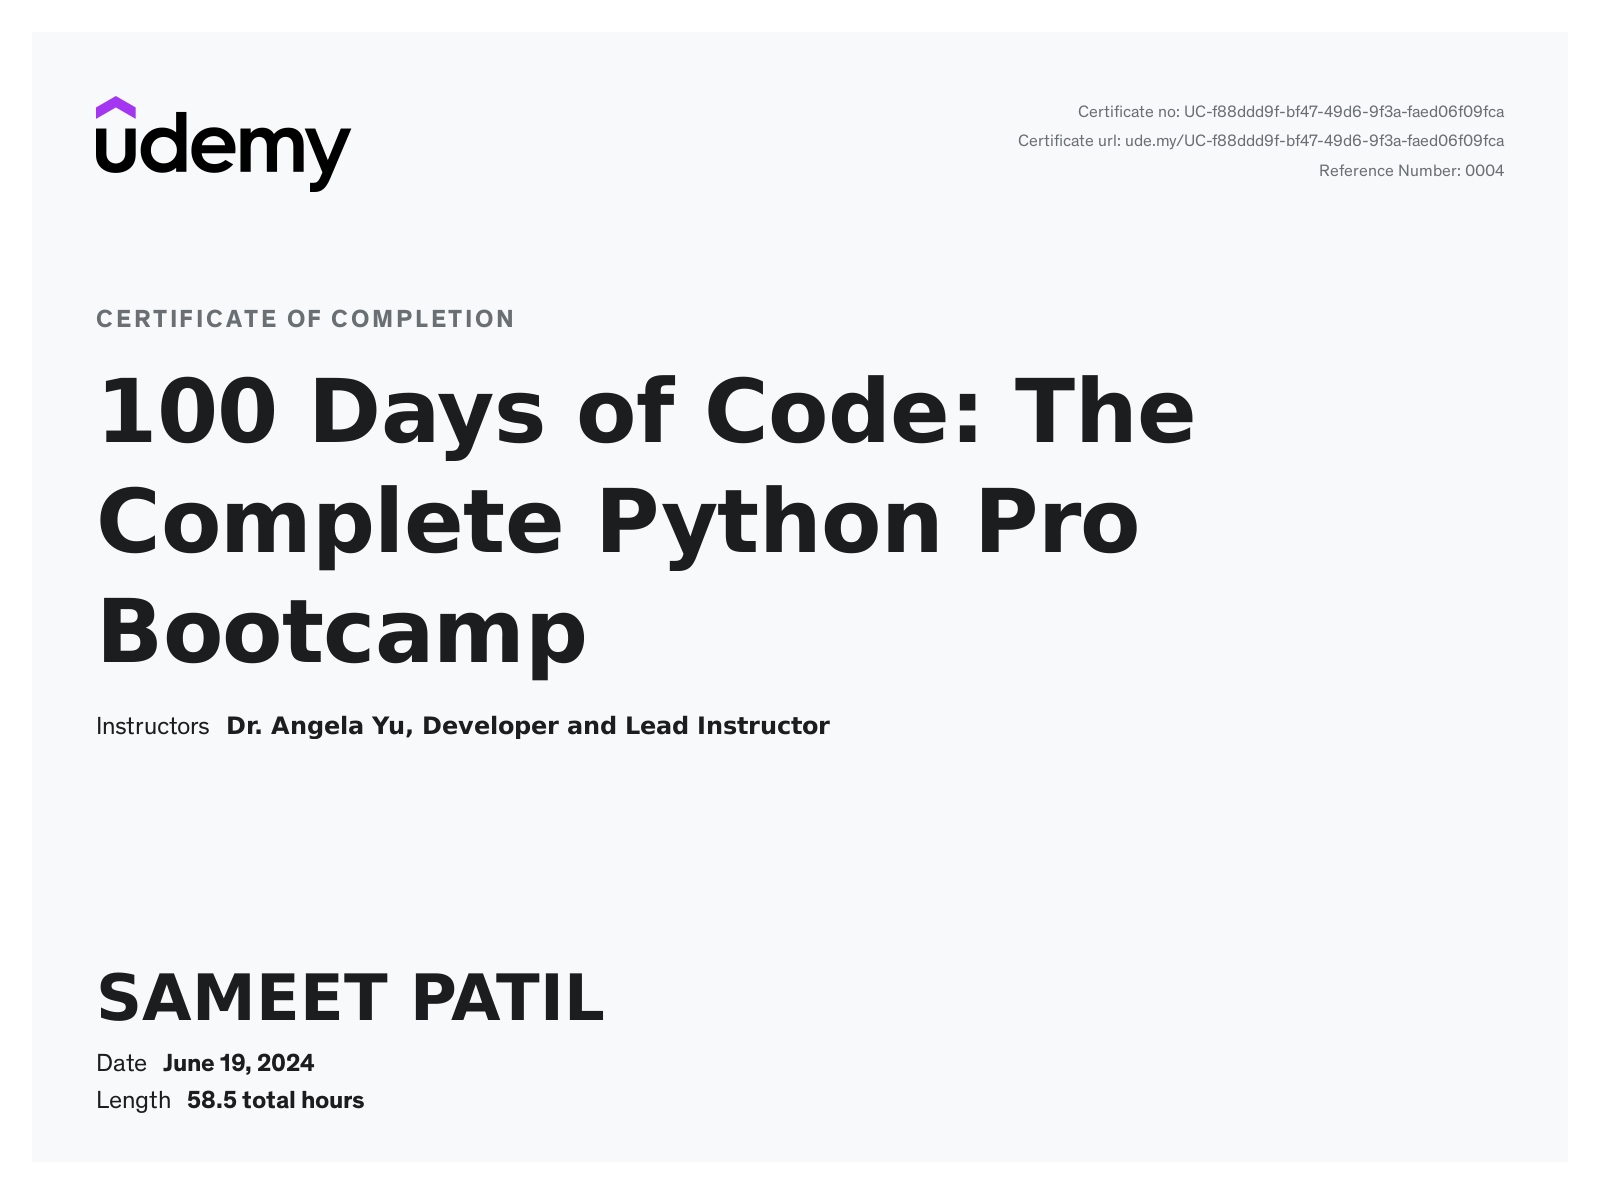 udemy
Certificate no: UC-f88ddd9f-bf47-49d6-9f3a-faed06f09fca
Certificate url: ude.my/UC-f88ddd9f-bf47-49d6-9f3a-faed06f09fca
Reference Number: 0004
CERTIFICATE OF COMPLETION
100 Days of Code: The
Complete Python Pro
Bootcamp
Instructors Dr. Angela Yu, Developer and Lead Instructor
SAMEET PATIL
Date June 19, 2024
Length 58.5 total hours